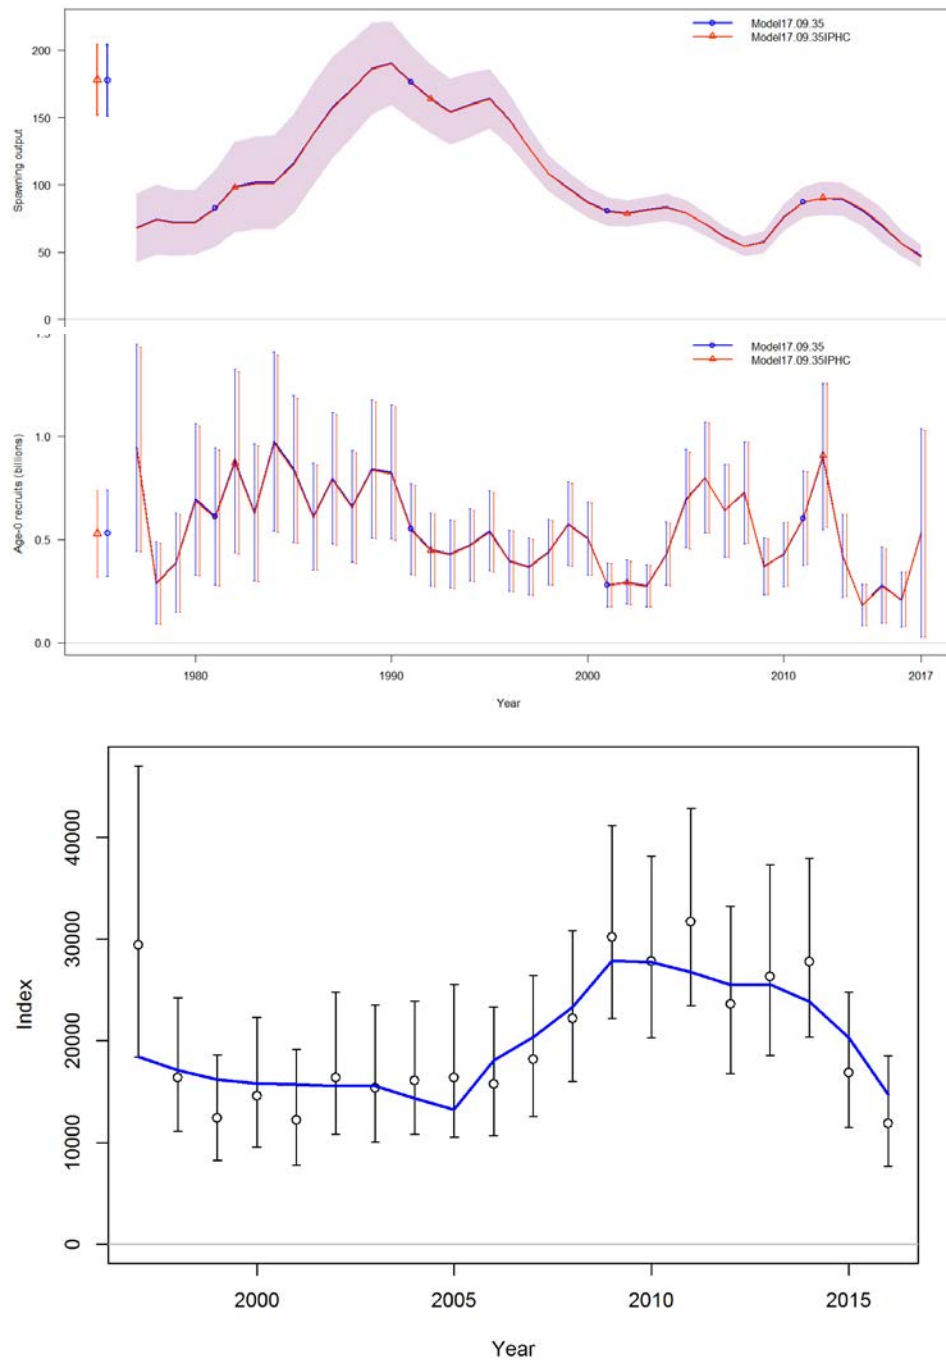 Model17.09.35
Model17.09.35IPHC
200
150
100
50
0
Spawning output
Model17.09.35
Model17.09.35IPHC
1.0
0.5
0.0
Age-0 recruits (billions)
1980 1990 2000 2010 2017
Year
40000
30000
20000
10000
0
Index
2000 2005 2010 2015
Year